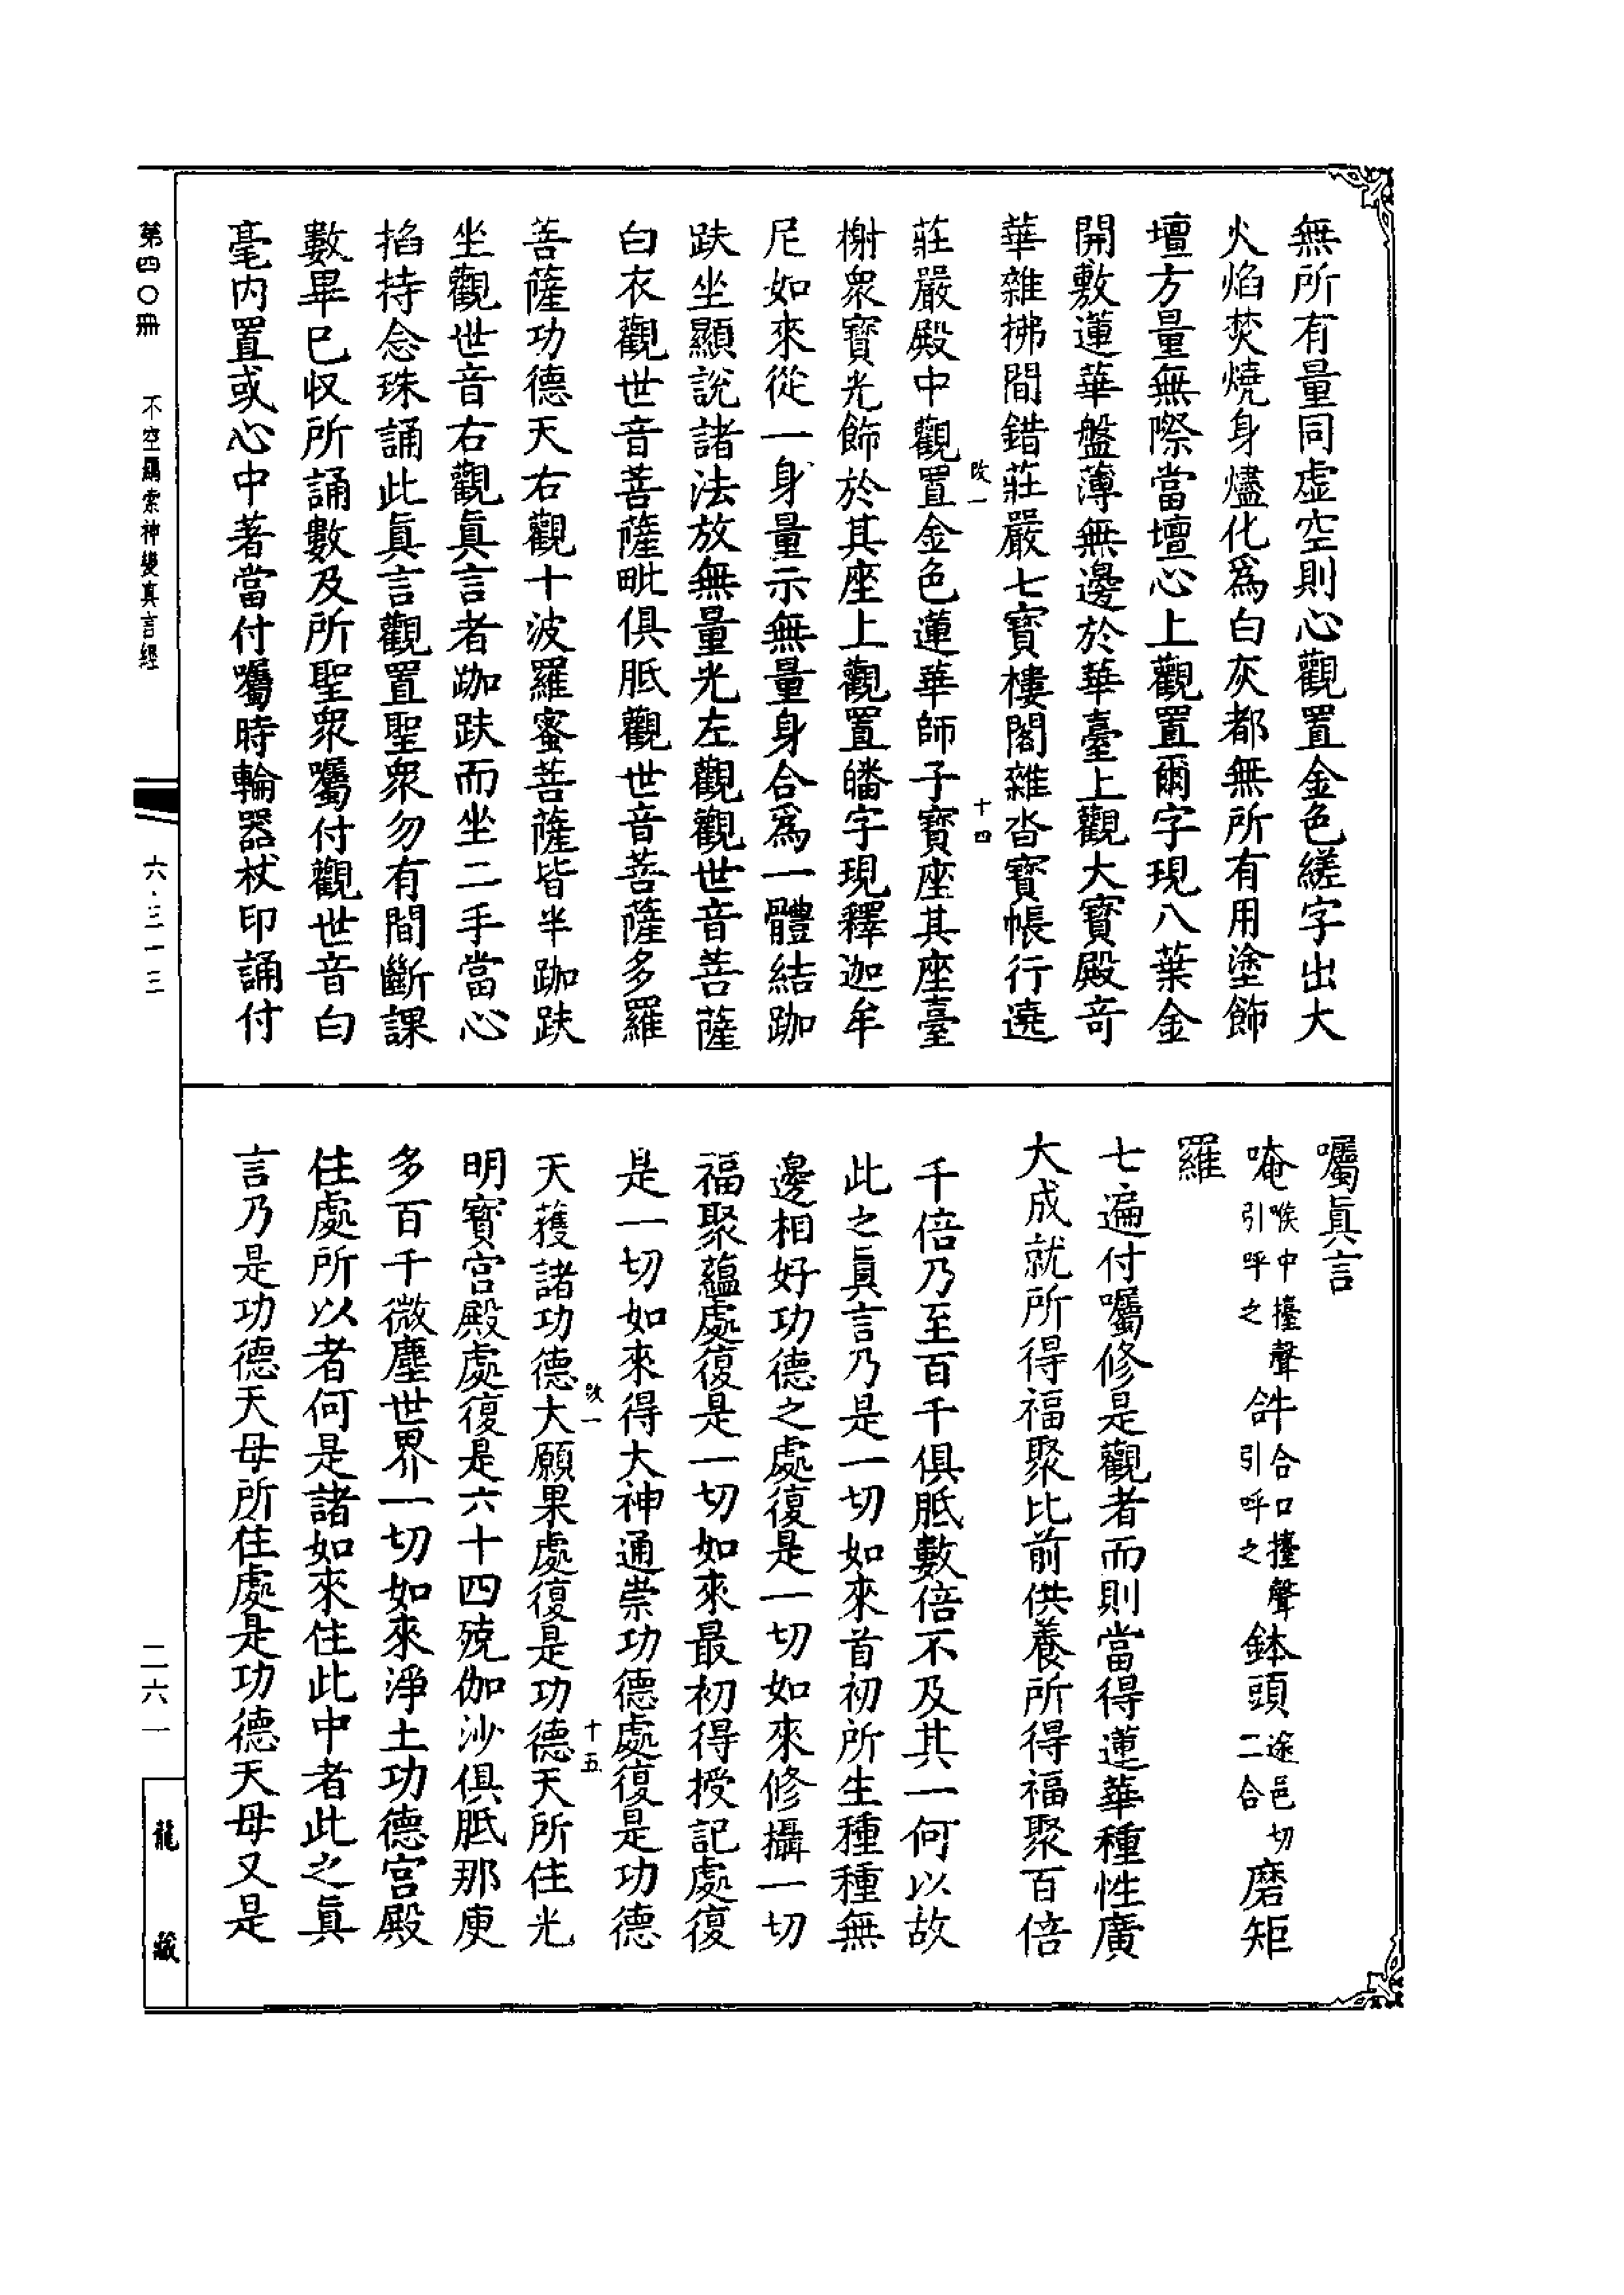 無所有量同虛空則心觀置金色縒字出大
火焰焚燒身燼化爲白灰都無所有用塗飾
壇方量無際當壇心上觀置爾字現八葉金
開敷蓮華盤薄無邊於華臺上觀大寶殿奇
華雜拂間錯莊嚴七寶樓閣雜沓寶帳行遶
莊嚴殿中觀置金色蓮華師子寶座其座臺
榭衆寶光飾於其座上觀置皤字現釋迦牟
尼如來從一身量示無量身合爲一體結跏
趺坐顯說諸法放無量光左觀觀世音菩薩
白衣觀世音菩薩毗俱胝觀世音菩薩多羅
菩薩功德天右觀十波羅蜜菩薩皆半跏趺
坐觀世音右觀眞言者跏趺而坐二手當心
掐持念珠誦此眞言觀置聖衆勿有間斷課
數畢已收所誦數及所聖衆囑付觀世音白
毫内置或心中著當付囑時輪器杖印誦付
囑眞言
唵喉中擡聲引呼之𤙖合口擡聲引呼之鉢頭途邑切二合磨矩
羅
七遍付囑修是觀者而則當得蓮華種性廣
大成就所得福聚比前供養所得福聚百倍
千倍乃至百千俱胝數倍不及其一何以故
此之眞言乃是一切如來首初所生種種無
邊相好功德之處復是一切如來修攝一切
福聚蘊處復是一切如來最初得授記處復
是一切如來得大神通崇功德處復是功德
天獲諸功德大願果處復是功德天所住光
明寶宮殿處復是六十四殑伽沙俱胝那庾
多百千微塵世界一切如來淨土功德宮殿
住處所以者何是諸如來住此中者此之眞
言乃是功德天母所住處是功德天母又是
改一
十四
改一
十五
第四〇冊
不空羂索神變真言經
六·三一三
二六一
龍藏